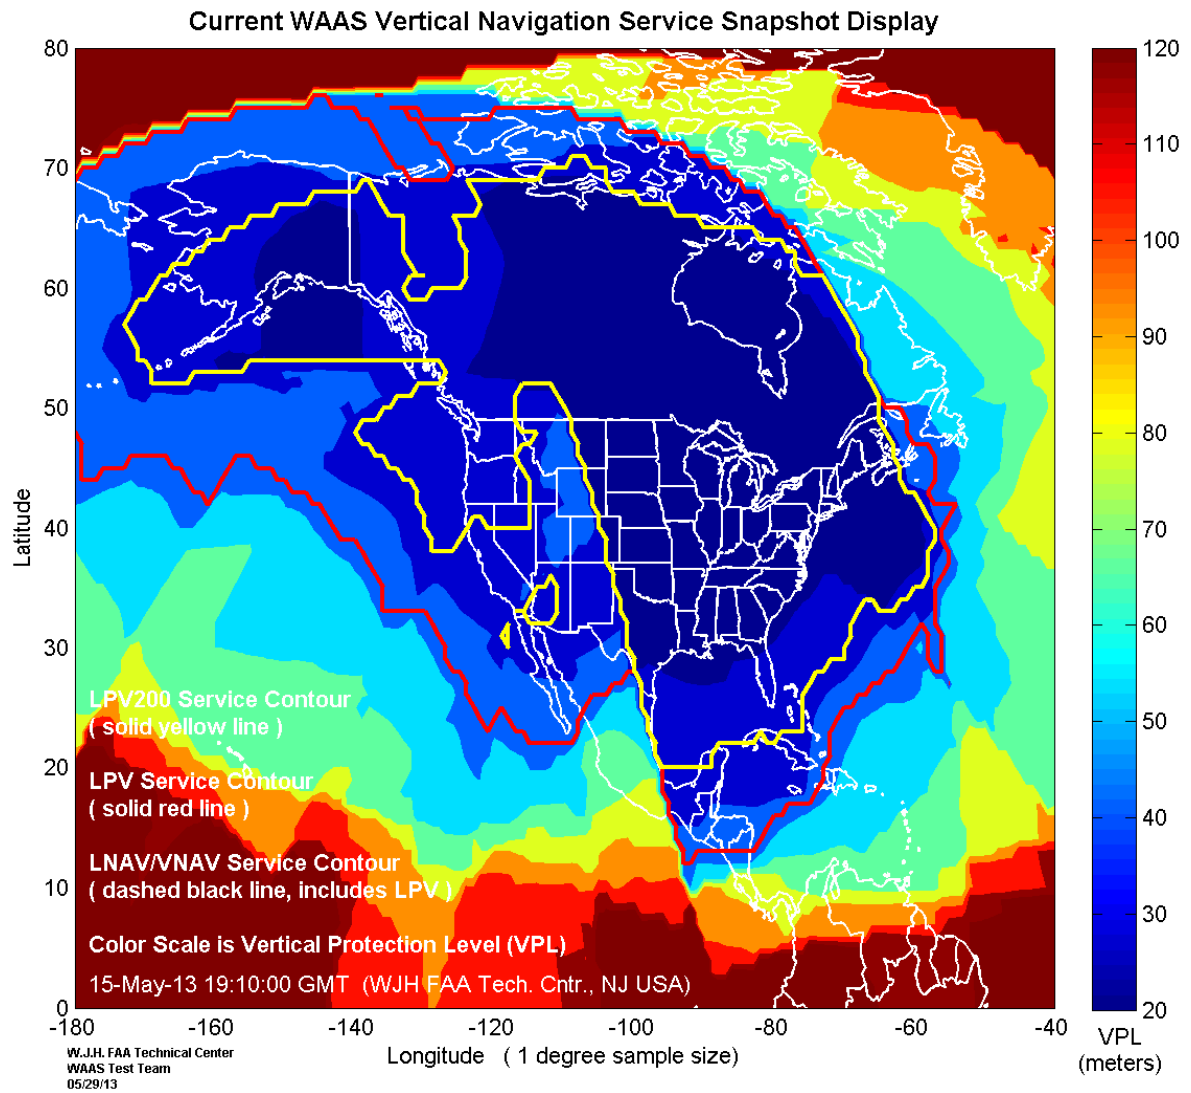 Current WAAS Vertical Navigation Service Snapshot Display
80
70
60
50
40
30
20
10
0
Latitude
LPV200 Service Contour
( solid yellow line )
LPV Service Contour
( solid red line )
LNAV/VNAV Service Contour
( dashed black line, includes LPV )
Color Scale is Vertical Protection Level (VPL)
15-May-13 19:10:00 GMT (WJH FAA Tech. Cntr., NJ USA)
-180 -160 -140 -120 -100 -80 -60 -40
Longitude ( 1 degree sample size)
120
110
100
90
80
70
60
50
40
30
20
VPL
(meters)
W.J.H. FAA Technical Center
WAAS Test Team
05/29/13